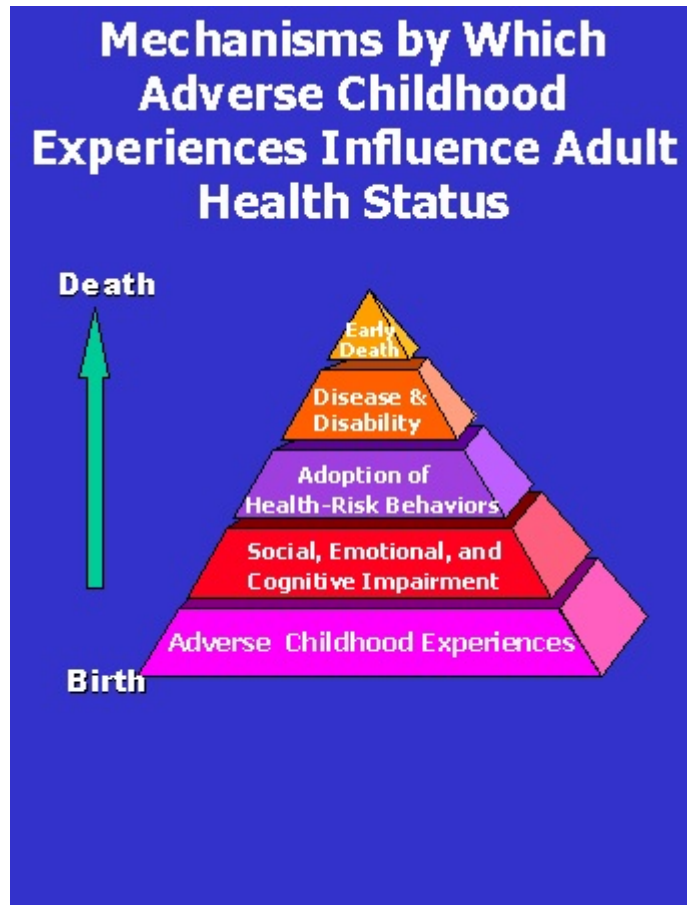 Mechanisms by Which
Adverse Childhood
Experiences Influence Adult
Health Status
Death
Early
Death
Disease &
Disability
Adoption of
Health-Risk Behaviors
Social, Emotional, and
Cognitive Impairment
Adverse Childhood Experiences
Birth